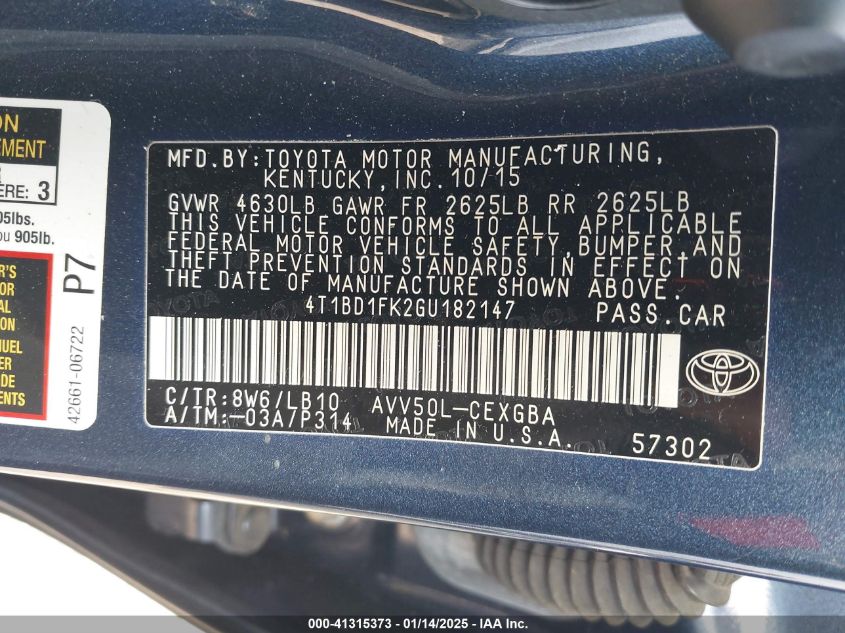 ON
EMENT
ERE: 3
05lbs.
ou 905lb.
42661-06722 P7
MFD.BY:TOYOTA MOTOR MANUFACTURING,
KENTUCKY, INC. 10/15
GVWR 4630LB GAWR FR 2625LB RR 2625LB
THIS VEHICLE CONFORMS TO ALL APPLICABLE
FEDERAL MOTOR VEHICLE SAFETY, BUMPER, AND
THEFT PREVENTION STANDARDS IN EFFECT ON
THE DATE OF MANUFACTURE SHOWN ABOVE.
4T1BD1FK2GU182147 PASS.CAR
C/TR:8W6/LB10 AVV50L-CEXGBA
A/TM:-03A/P314 MADE IN U.S.A. 57302
000-41315373 - 01/14/2025 - IAA Inc.